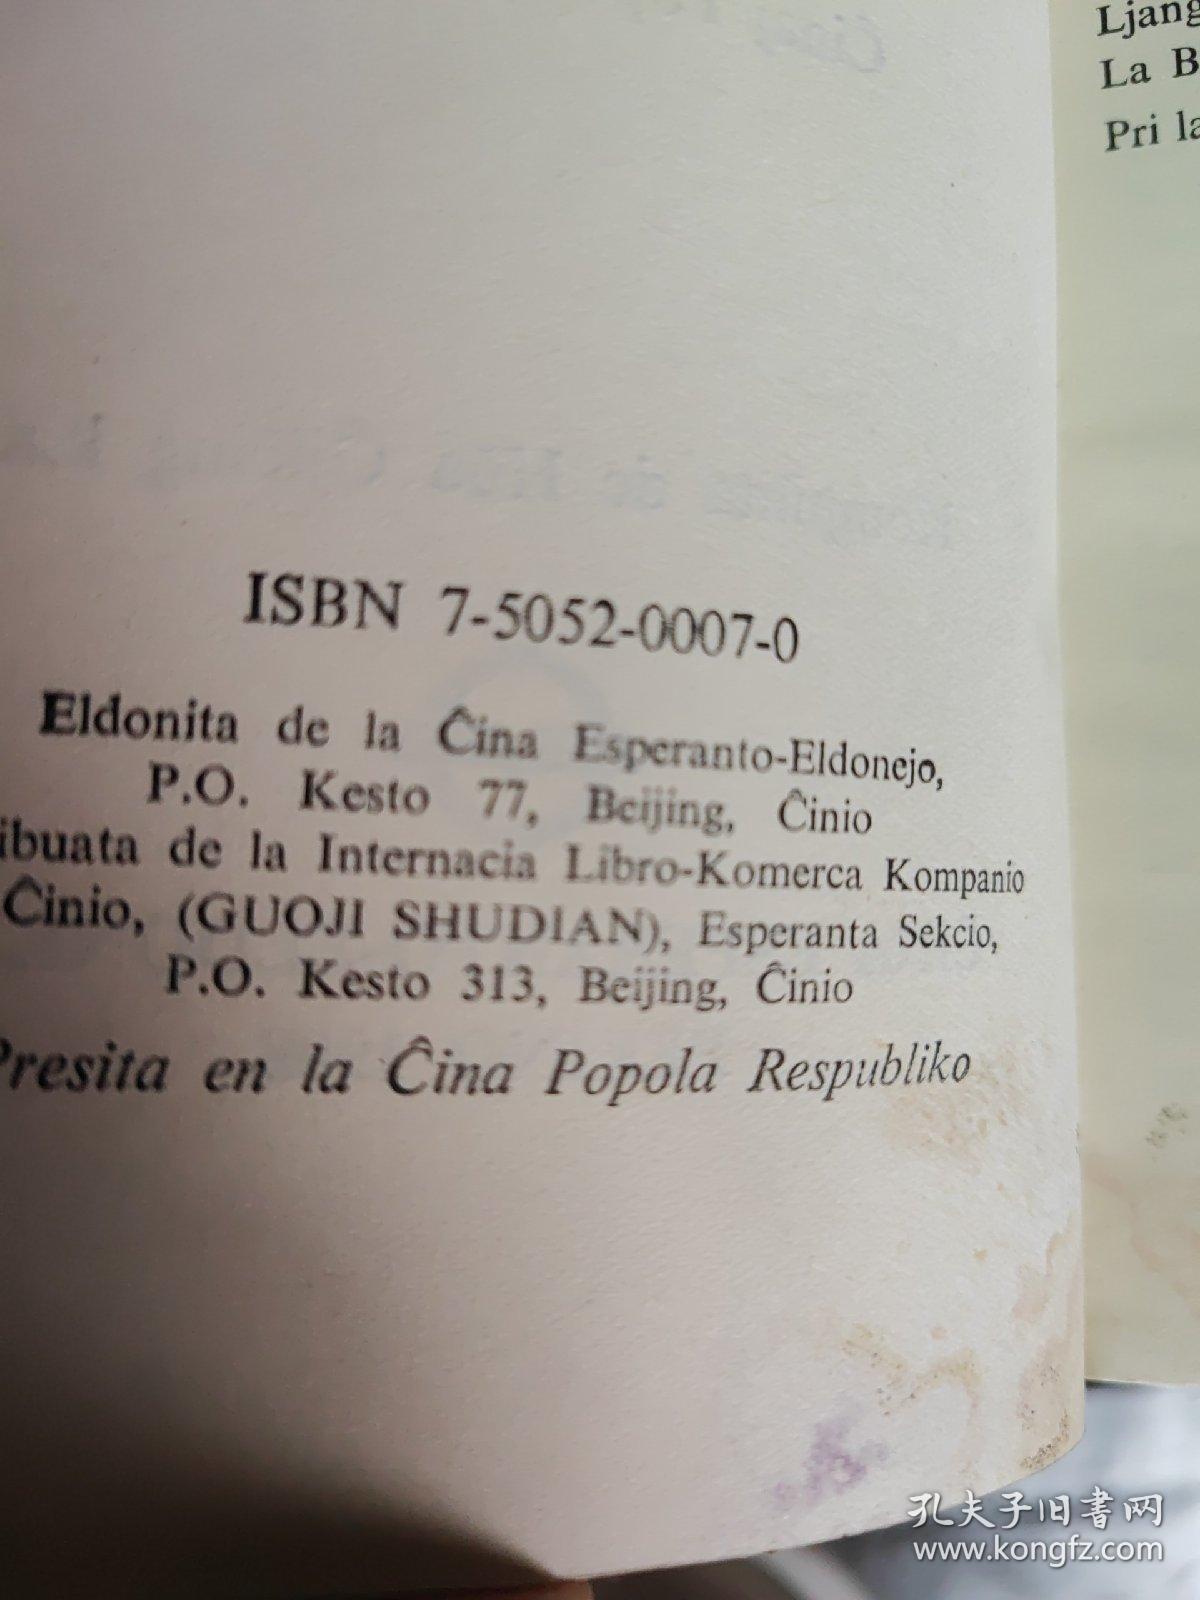 ISBN 7-5052-0007-0
Eldonita de la Ĉina Esperanto-Eldonejo,
P.O. Kesto 77, Beijing, Ĉinio
ibuata de la Internacia Libro-Komerca Kompanio
Ĉinio, (GUOJI SHUDIAN), Esperanta Sekcio,
P.O. Kesto 313, Beijing, Ĉinio
Presita en la Ĉina Popola Respubliko
Ljang
La B
Pri la
孔夫子旧书网
www.kongfz.com